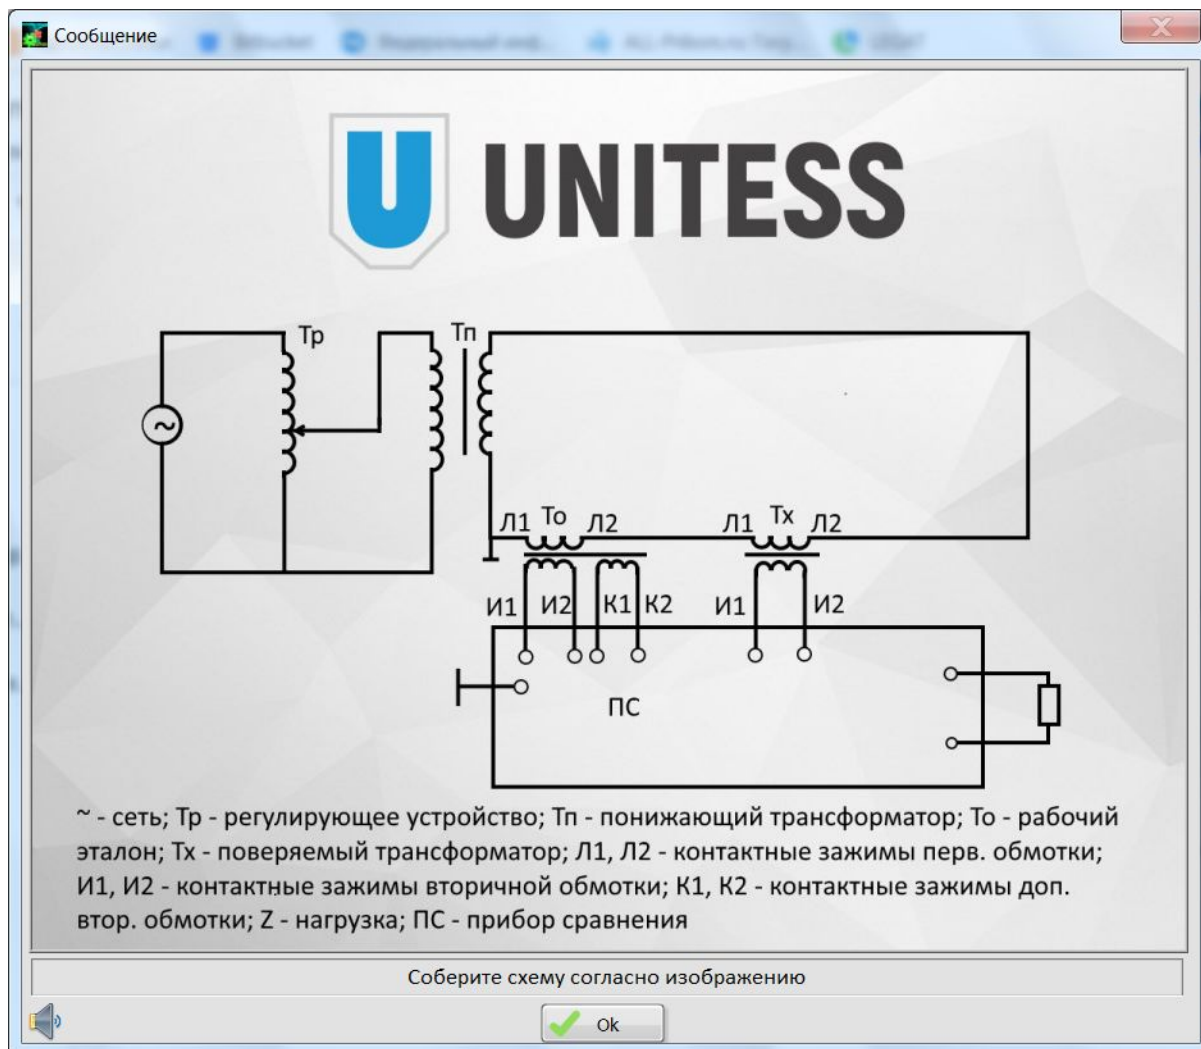 Сообщение
UNITESS
Тр
Тп
~
Л1 То Л2
Л1 Тх Л2
И1 И2 К1 К2
И1 И2
ПС
~ - сеть; Тр - регулирующее устройство; Тп - понижающий трансформатор; То - рабочий
эталон; Тх - поверяемый трансформатор; Л1, Л2 - контактные зажимы перв. обмотки;
И1, И2 - контактные зажимы вторичной обмотки; К1, К2 - контактные зажимы доп.
втор. обмотки; Z - нагрузка; ПС - прибор сравнения
Соберите схему согласно изображению
Ok